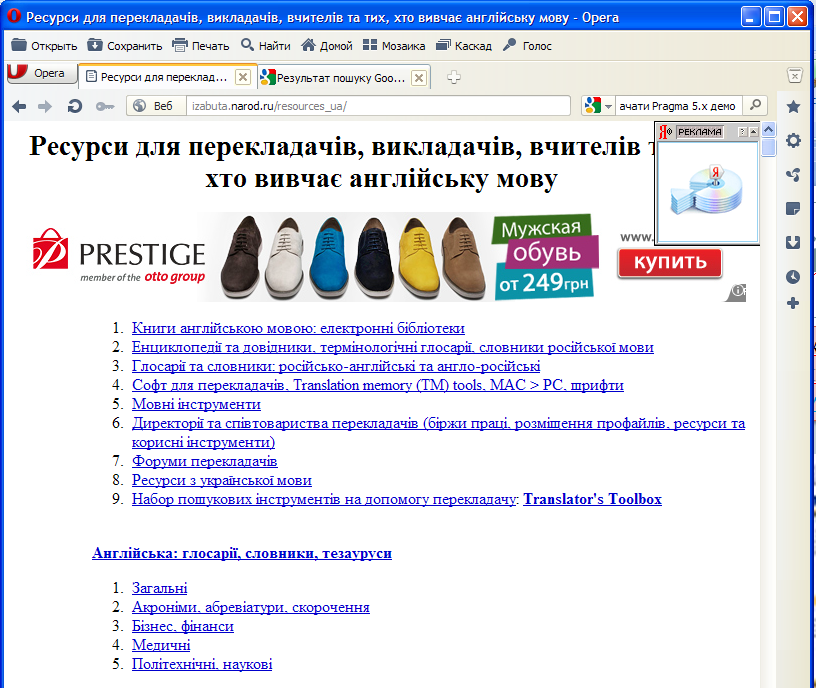 Ресурси для перекладачів, викладачів, вчителів та тих, хто вивчає англійську мову - Opera
Открыть Сохранить Печать Найти Домой Мозаика Каскад Голос
Opera Ресурси для переклад... Результат пошуку Goo...
Веб izabuta.narod.ru/resources_ua/ ачати Pragma 5.x демо
Я РЕКЛАМА ?
Ресурси для перекладачів, викладачів, вчителів т
хто вивчає англійську мову
PRESTIGE
member of the otto group
Мужская
обувь
от 249грн
www.
купить
1. Книги англійською мовою: електронні бібліотеки
2. Енциклопедії та довідники, термінологічні глосарії, словники російської мови
3. Глосарії та словники: російсько-англійські та англо-російські
4. Софт для перекладачів, Translation memory (TM) tools, MAC > PC, шрифти
5. Мовні інструменти
6. Директорії та співтовариства перекладачів (біржи праці, розміщення профайлів, ресурси та
корисні інструменти)
7. Форуми перекладачів
8. Ресурси з української мови
9. Набор пошукових інструментів на допомогу перекладачу: Translator's Toolbox
Англійська: глосарії, словники, тезауруси
1. Загальні
2. Акроніми, абревіатури, скорочення
3. Бізнес, фінанси
4. Медичні
5. Політехнічні, наукові